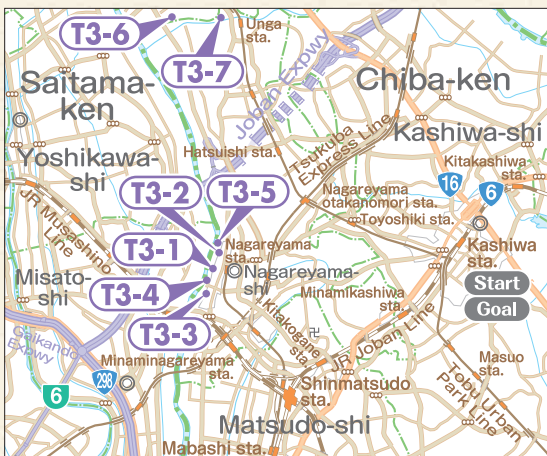 T3-6
Unga
sta.
T3-7
Joban Expwy
Saitama-
ken
Chiba-ken
Tsukuba
Express Line
Kashiwa-shi
Hatsuishi sta.
Kitakashiwa
sta.
Yoshikawa-
shi
16
6
T3-2
T3-5
Nagareyama
otakanomori sta.
Toyoshiki sta.
JR Musashino
Line
T3-1
Nagareyama
sta.
Kashiwa
sta.
Nagareyama-
shi
Misato-
shi
T3-4
Minamikashiwa
sta.
Start
Goal
T3-3
Kitakogane
sta.
卍
JR Joban Line
Gaikando
Expwy
Minaminagareyama
sta.
Masuo
sta.
298
6
Shinmatsudo
sta.
Tobu Urban
Park Line
Matsudo-shi
Mabashi sta.